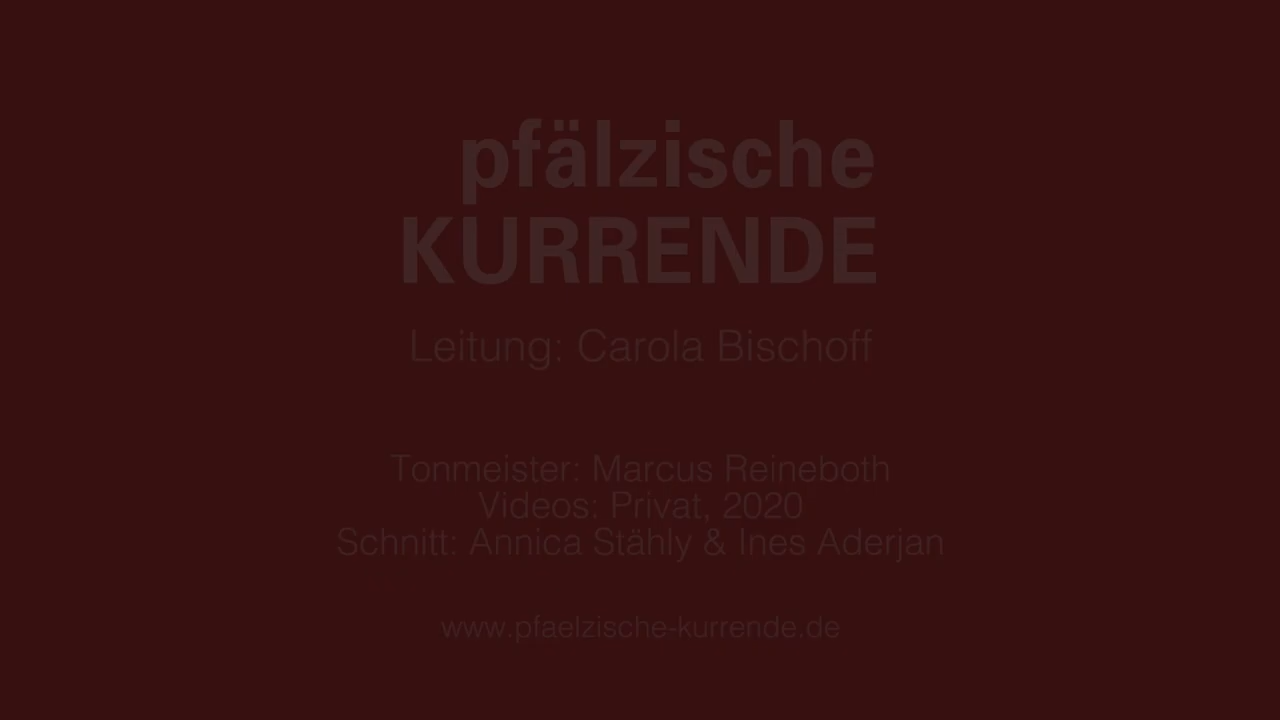 pfälzische
KURRENDE
Leitung: Carola Bischoff
Tonmeister: Marcus Reineboth
Videos: Privat, 2020
Schnitt: Annica Stähly & Ines Aderjan
www.pfaelzische-kurrende.de